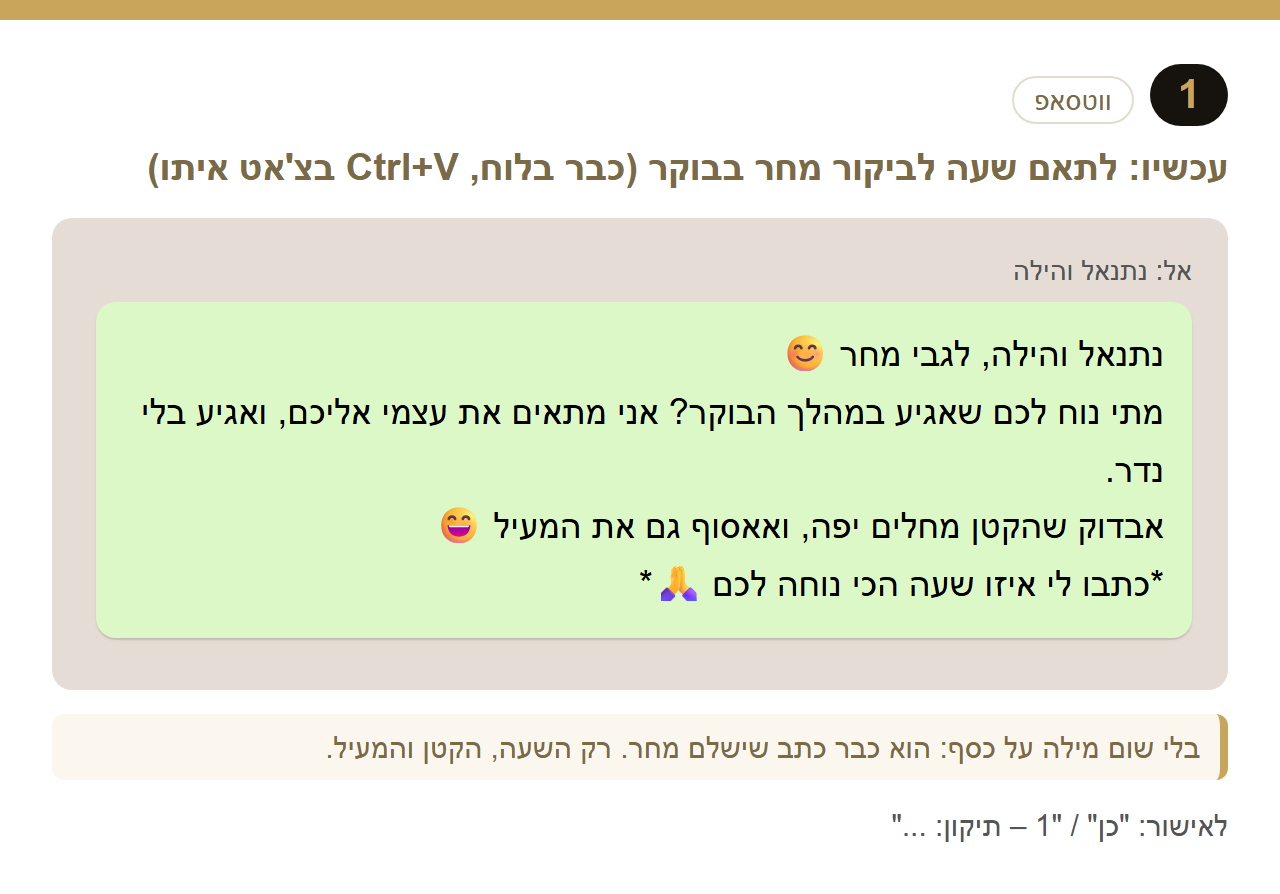 1
ווטסאפ
עכשיו: לתאם שעה לביקור מחר בבוקר (כבר בלוח, Ctrl+V בצ'אט איתו)
אל: נתנאל והילה
נתנאל והילה, לגבי מחר 😊
מתי נוח לכם שאגיע במהלך הבוקר? אני מתאים את עצמי אליכם, ואגיע בלי
נדר.
אבדוק שהקטן מחלים יפה, ואאסוף גם את המעיל 😄
*כתבו לי איזו שעה הכי נוחה לכם 🙏*
בלי שום מילה על כסף: הוא כבר כתב שישלם מחר. רק השעה, הקטן והמעיל.
לאישור: "כן" / "1 – תיקון: ..."